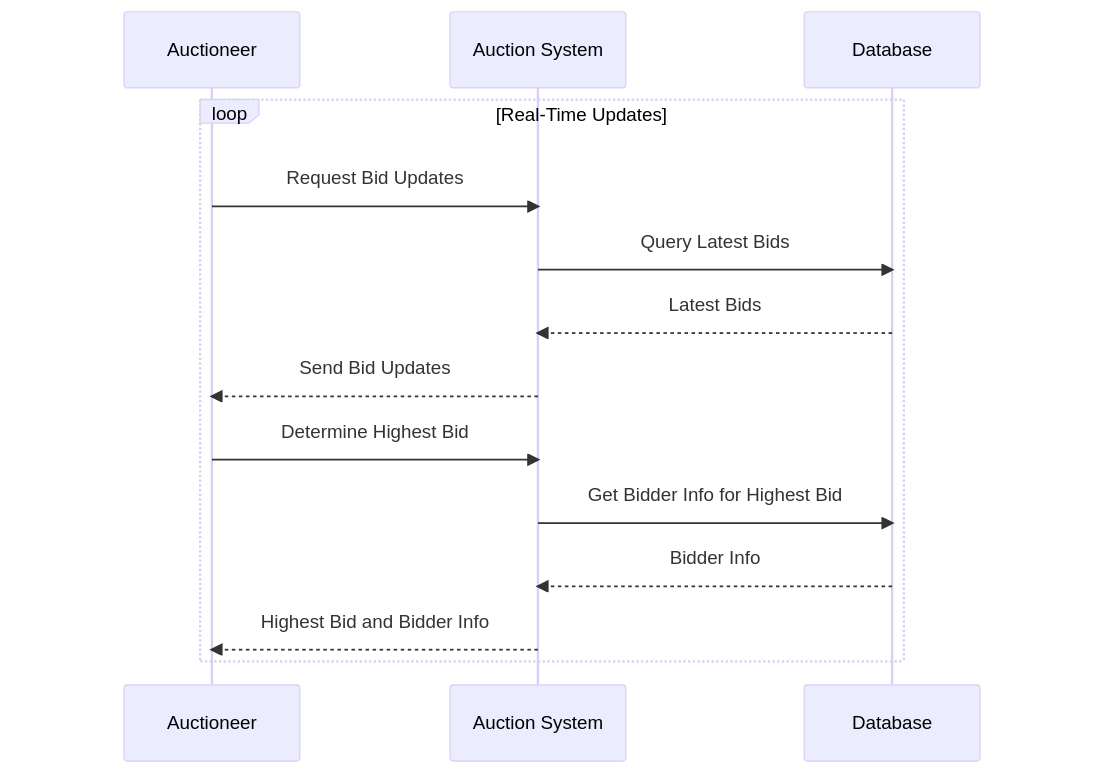 Auctioneer
Auction System
Database
loop
[Real-Time Updates]
Request Bid Updates
Query Latest Bids
Latest Bids
Send Bid Updates
Determine Highest Bid
Get Bidder Info for Highest Bid
Bidder Info
Highest Bid and Bidder Info
Auctioneer
Auction System
Database